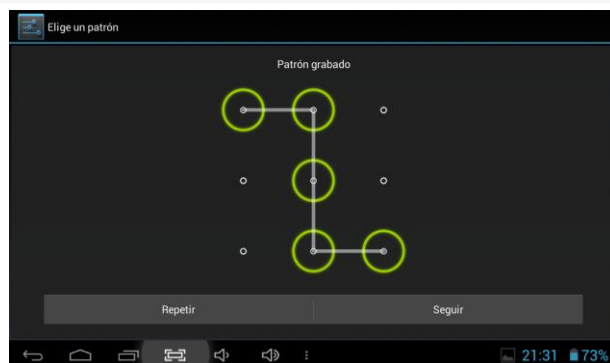 Elige un patrón
Patrón grabado
Repetir
Seguir
21:31
73%